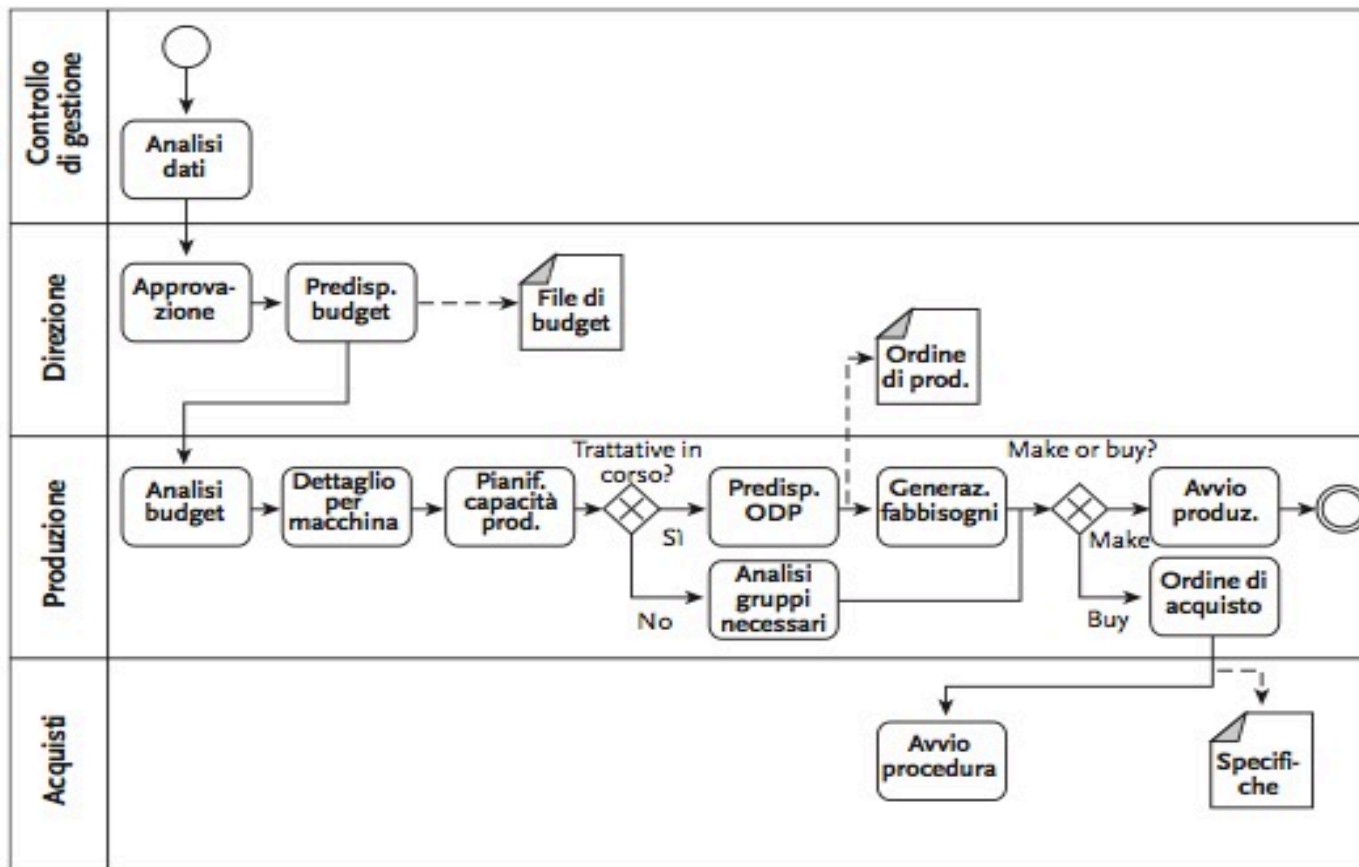 Controllo
di gestione
Analisi
dati
Direzione
Approva-
zione
Predisp.
budget
File di
budget
Ordine
di prod.
Produzione
Analisi
budget
Dettaglio
per
macchina
Pianif.
capacità
prod.
Trattative in
corso?
Sì
No
Predisp.
ODP
Analisi
gruppi
necessari
Generaz.
fabbisogni
Make or buy?
Make
Buy
Avvio
produz.
Ordine di
acquisto
Acquisti
Avvio
procedura
Specifi-
che